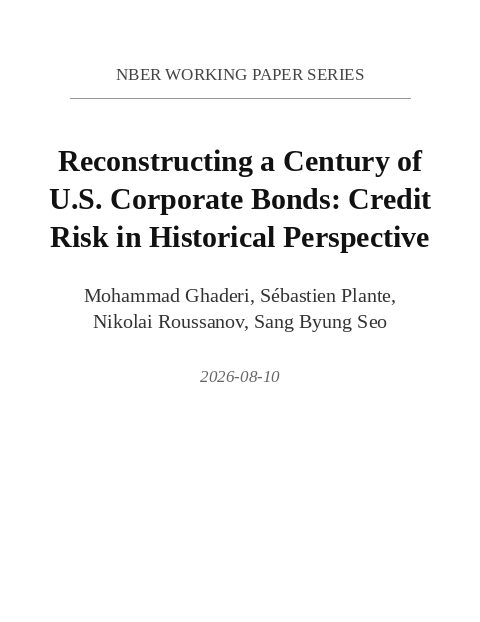 NBER WORKING PAPER SERIES
Reconstructing a Century of
U.S. Corporate Bonds: Credit
Risk in Historical Perspective
Mohammad Ghaderi, Sébastien Plante,
Nikolai Roussanov, Sang Byung Seo
2026-08-10